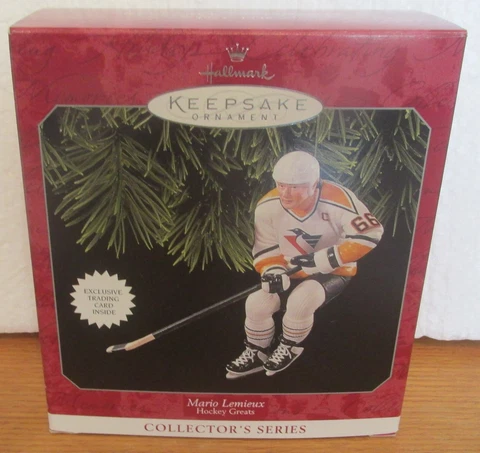 Hallmark
KEEPSAKE
ORNAMENT
66
C
EXCLUSIVE
TRADING
CARD
INSIDE
Mario Lemieux
Hockey Greats
COLLECTOR'S SERIES